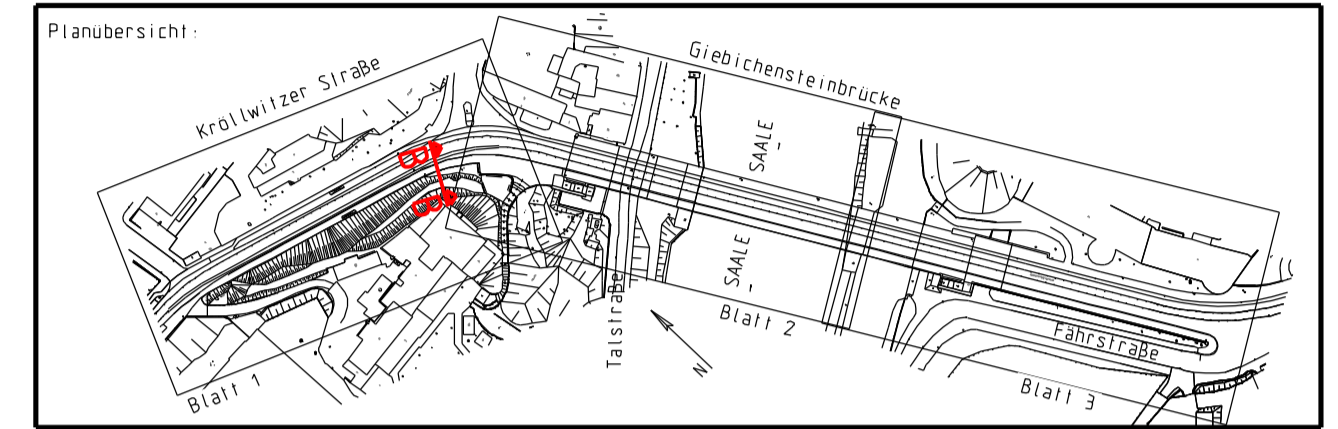 Planübersicht:
Kröllwitzer Straße
Giebichensteinbrücke
SAALE
B
B
SAALE
Talstraße
N
Blatt 2
Fährstraße
Blatt 1
Blatt 3